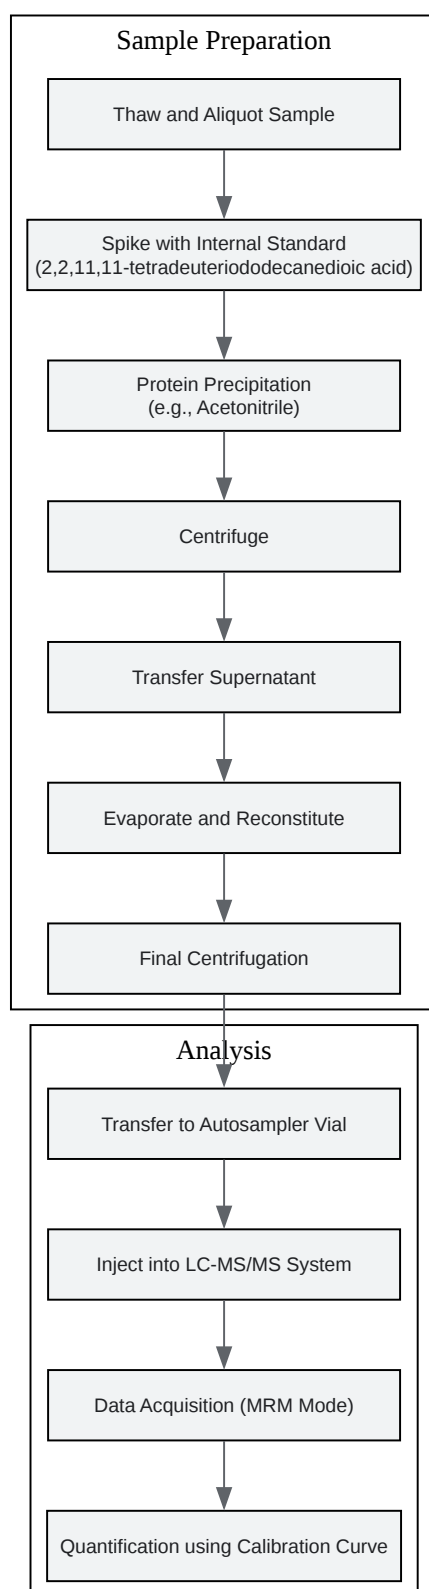 Sample Preparation
Thaw and Aliquot Sample
Spike with Internal Standard
(2,2,11,11-tetradeuteriododecanedioic acid)
Protein Precipitation
(e.g., Acetonitrile)
Centrifuge
Transfer Supernatant
Evaporate and Reconstitute
Final Centrifugation
Analysis
Transfer to Autosampler Vial
Inject into LC-MS/MS System
Data Acquisition (MRM Mode)
Quantification using Calibration Curve